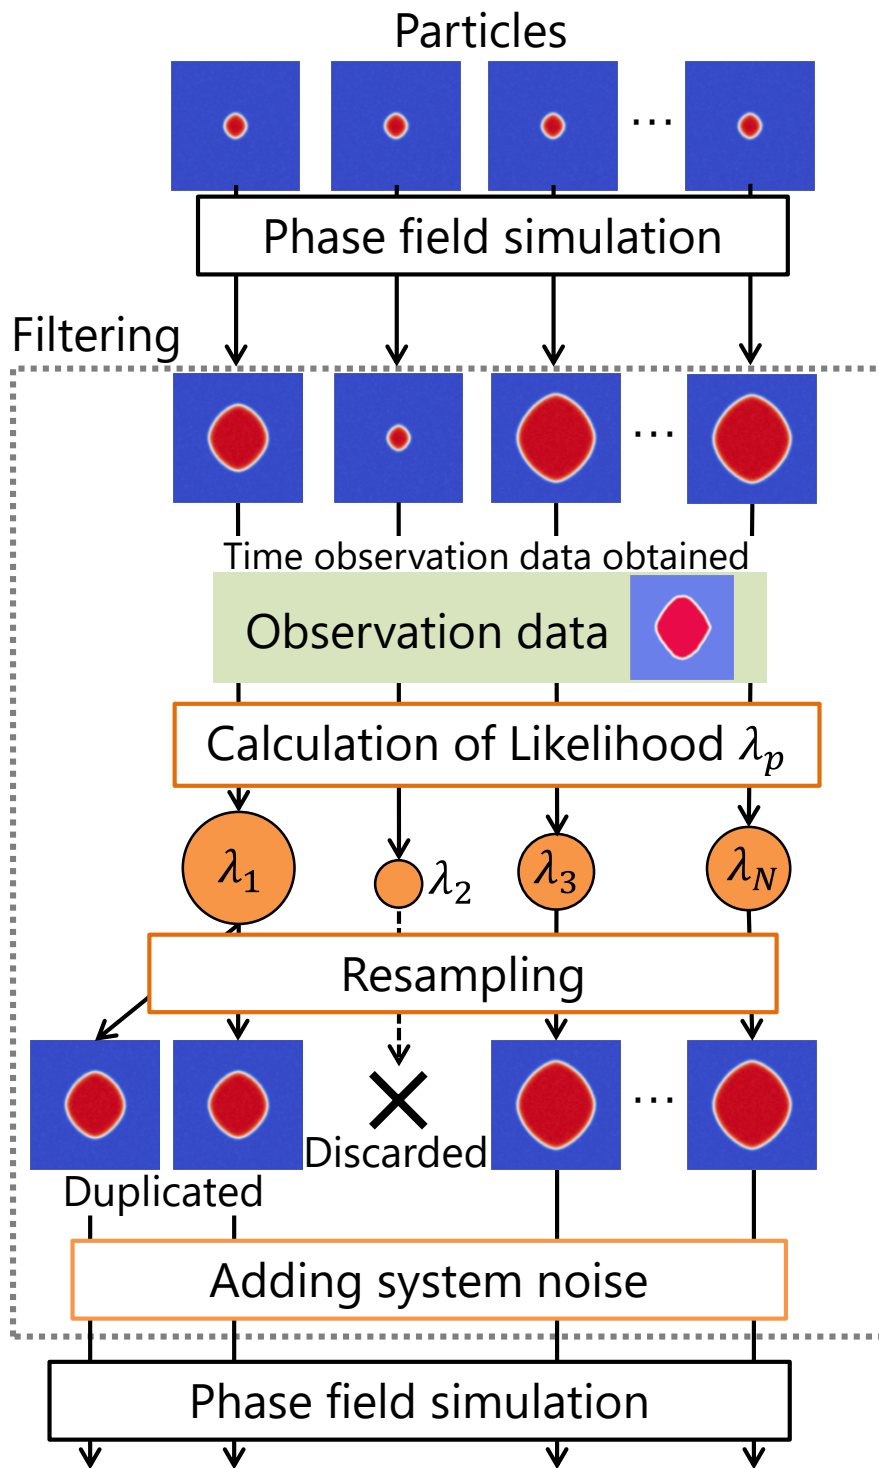 Particles
...
Phase field simulation
Filtering
...
Time observation data obtained
Observation data
Calculation of Likelihood λp
λ1
λ2
λ3
λN
Resampling
...
Discarded
Duplicated
Adding system noise
Phase field simulation